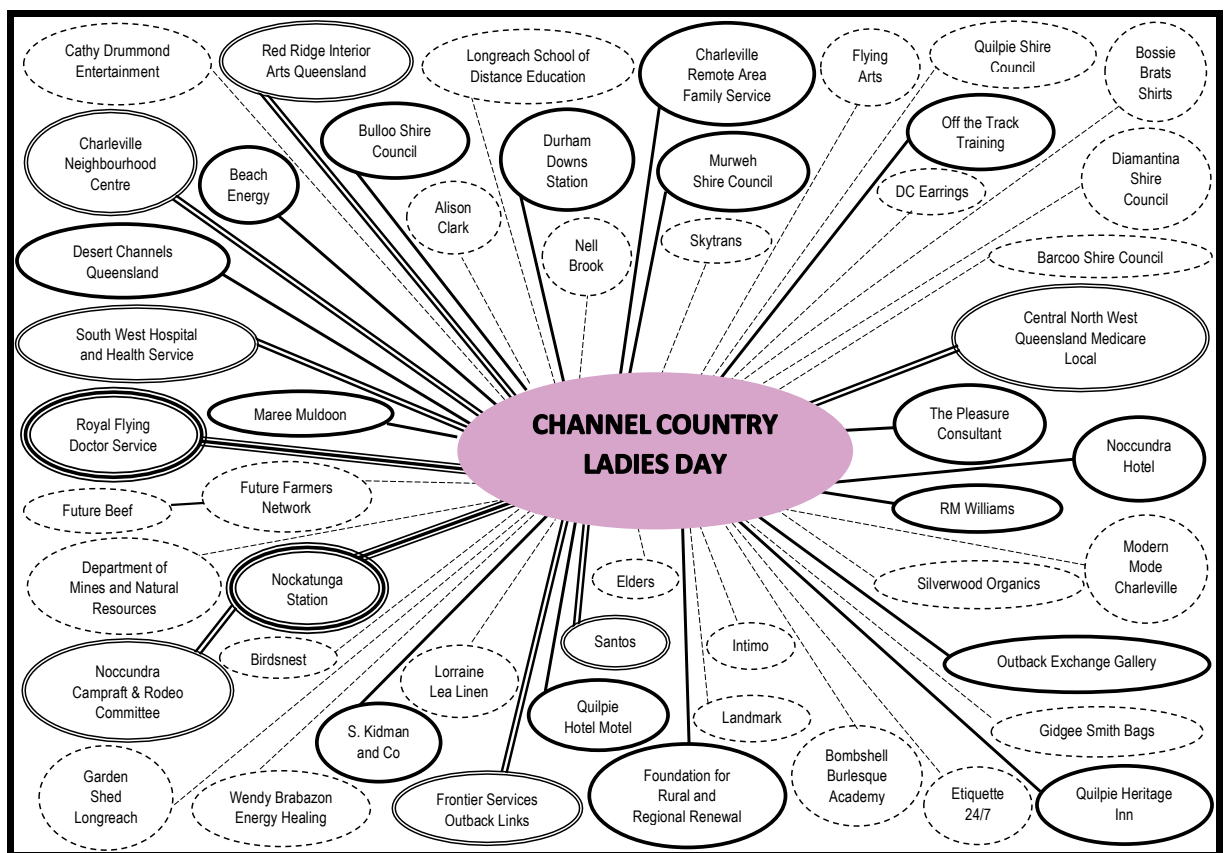 Cathy Drummond
Entertainment
Red Ridge Interior
Arts Queensland
Longreach School of
Distance Education
Charleville
Remote Area
Family Service
Flying
Arts
Quilpie Shire
Council
Bossie
Brats
Shirts
Charleville
Neighbourhood
Centre
Beach
Energy
Bulloo Shire
Council
Alison
Clark
Durham
Downs
Station
Nell
Brook
Murweh
Shire Council
Skytrans
Off the Track
Training
DC Earrings
Diamantina
Shire
Council
Barcoo Shire Council
Desert Channels
Queensland
South West Hospital
and Health Service
Central North West
Queensland Medicare
Local
Maree Muldoon
Royal Flying
Doctor Service
CHANNEL COUNTRY
LADIES DAY
The Pleasure
Consultant
Noccundra
Hotel
RM Williams
Future Beef
Future Farmers
Network
Department of
Mines and Natural
Resources
Nockatunga
Station
Elders
Silverwood Organics
Modern
Mode
Charleville
Noccundra
Campraft & Rodeo
Committee
Birdsnest
Lorraine
Lea Linen
Santos
Intimo
Outback Exchange Gallery
S. Kidman
and Co
Quilpie
Hotel Motel
Landmark
Gidgee Smith Bags
Garden
Shed
Longreach
Wendy Brabazon
Energy Healing
Frontier Services
Outback Links
Foundation for
Rural and
Regional Renewal
Bombshell
Burlesque
Academy
Etiquette
24/7
Quilpie Heritage
Inn